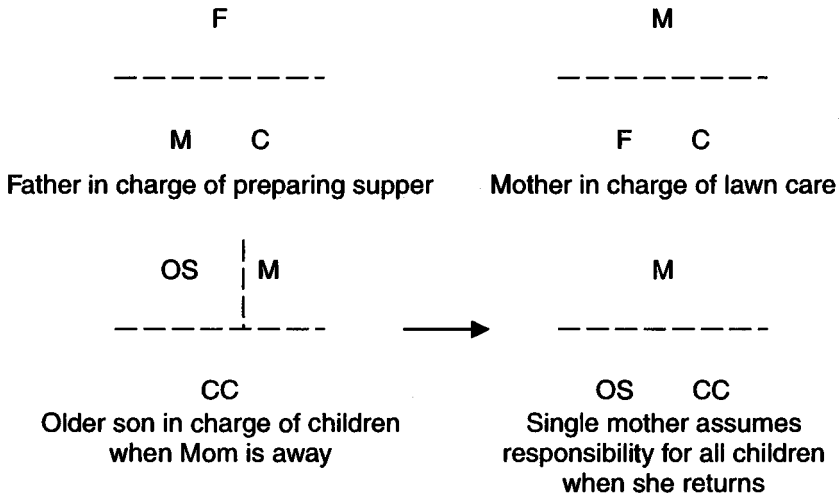 F
M C
Father in charge of preparing supper
M
F C
Mother in charge of lawn care
OS M
CC
Older son in charge of children
when Mom is away
M
OS CC
Single mother assumes
responsibility for all children
when she returns